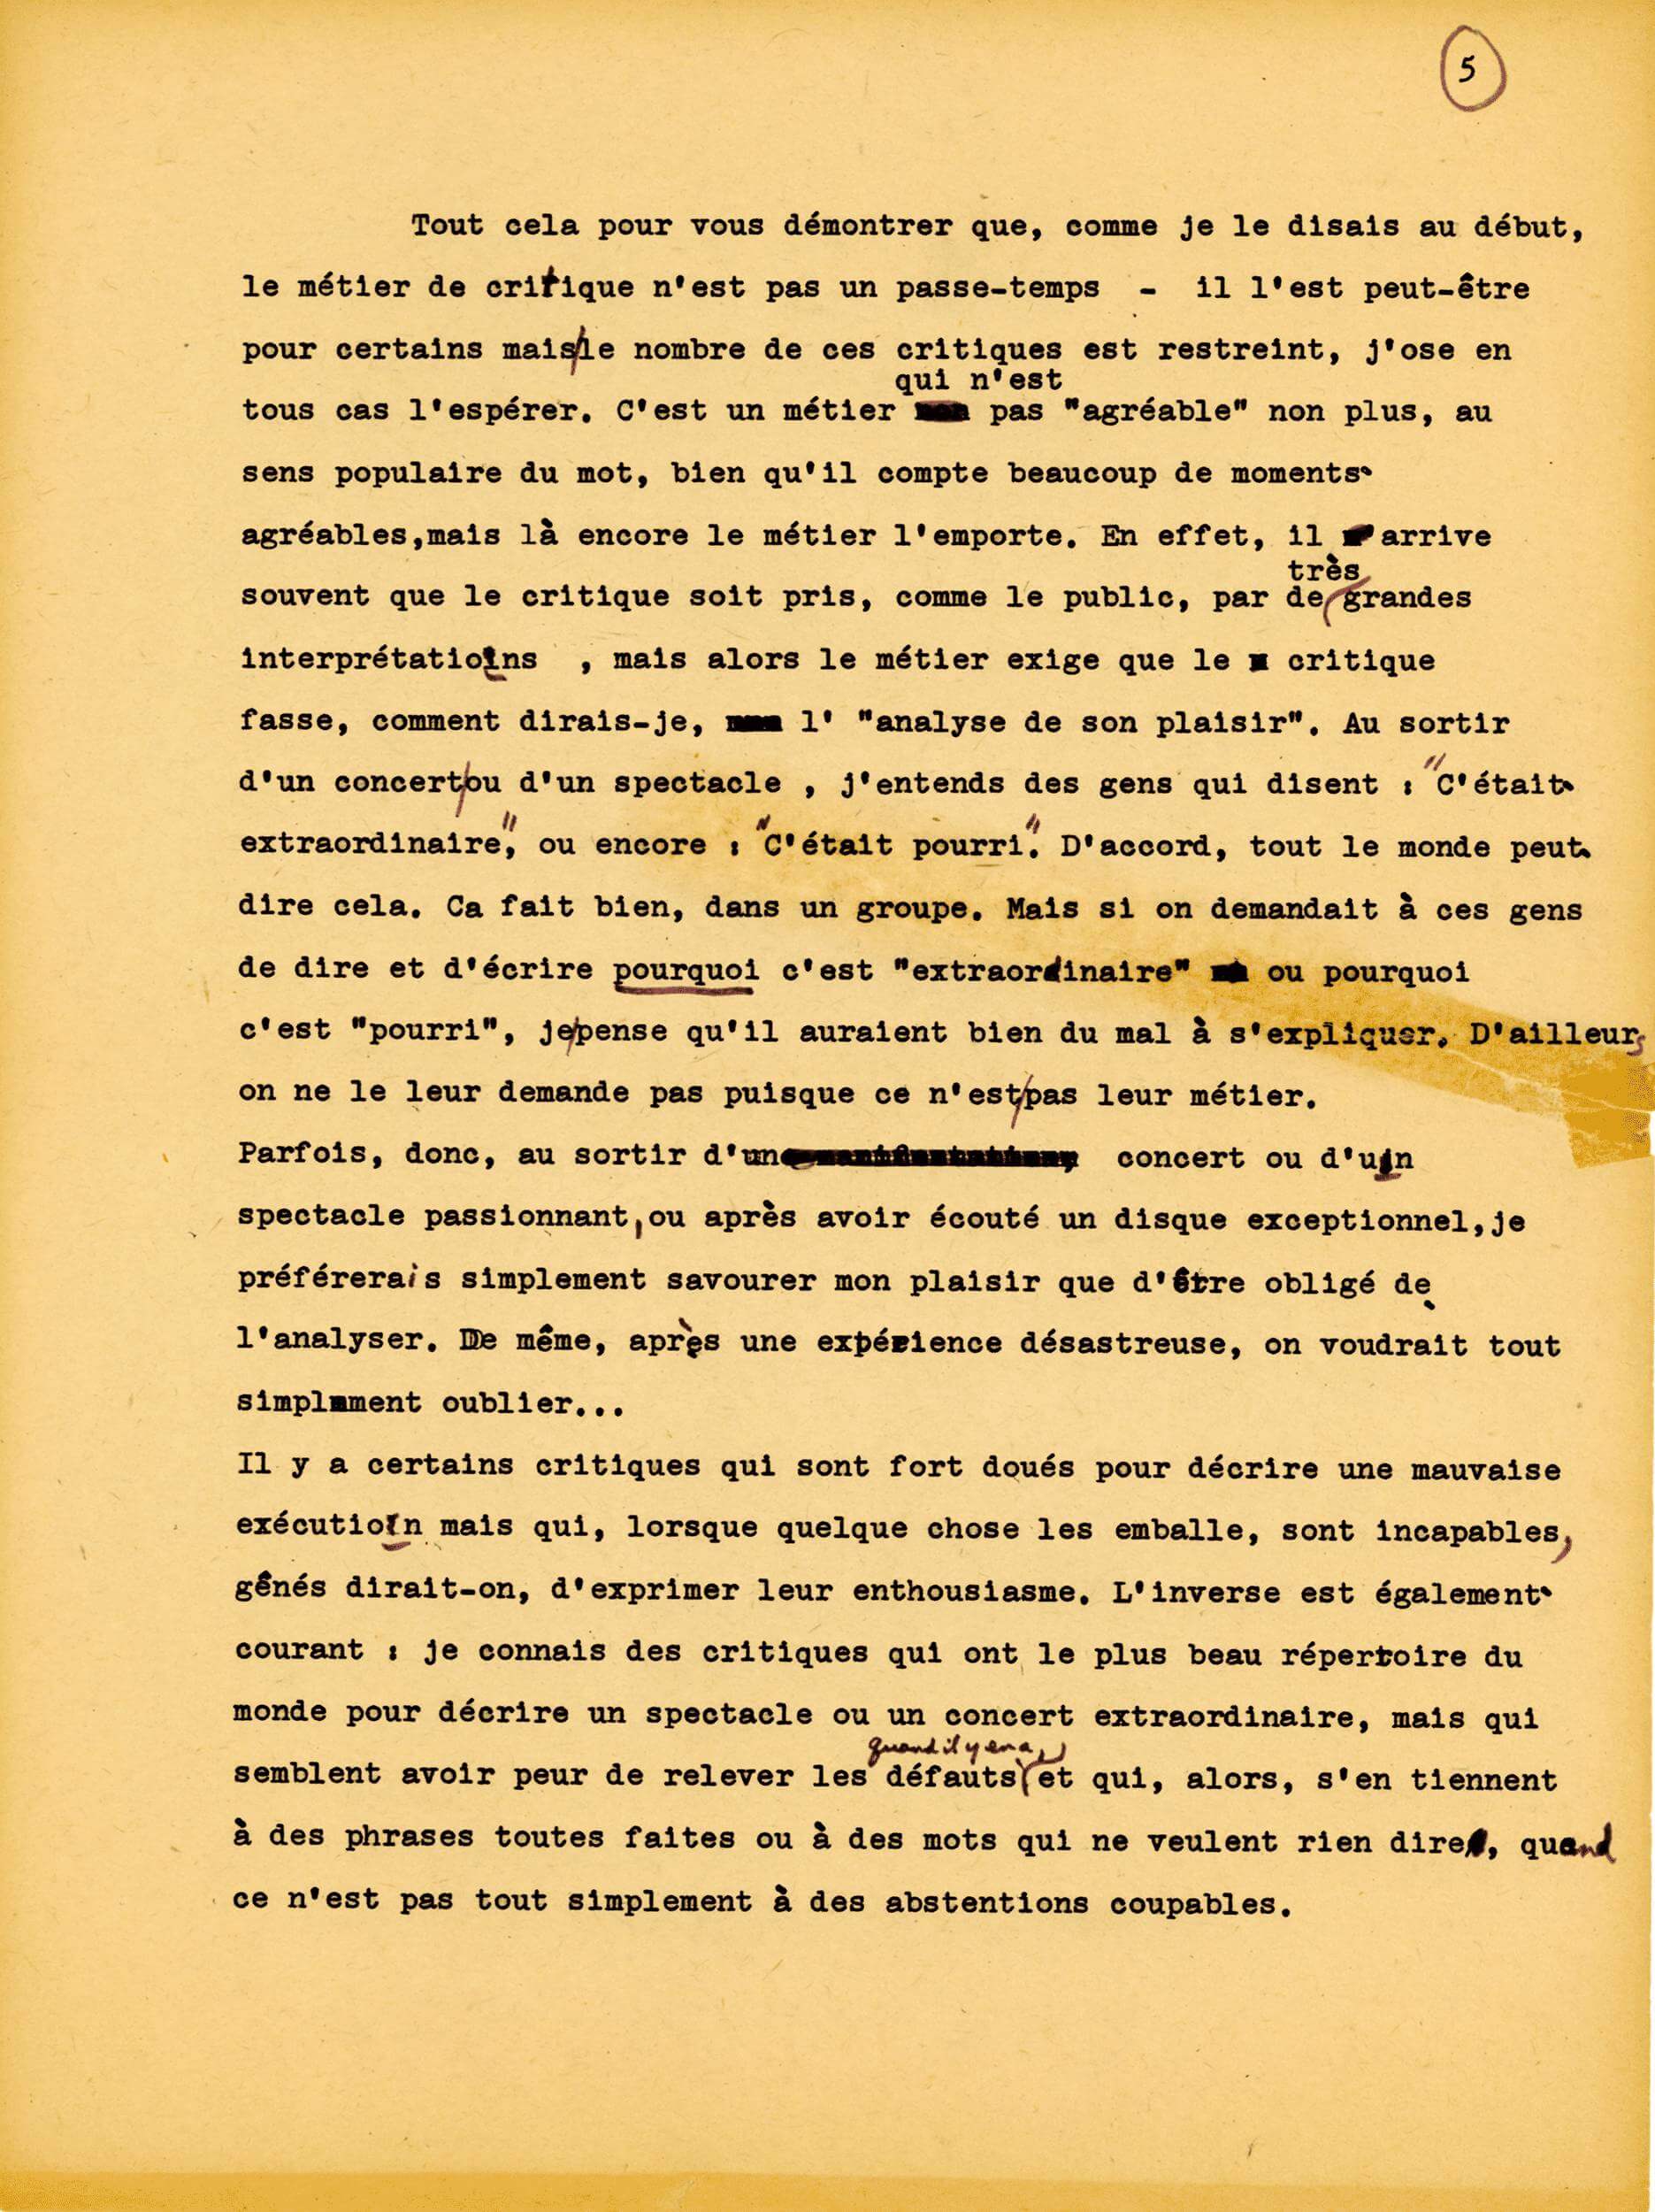 5
Tout cela pour vous démontrer que, comme je le disais au début,
le métier de critique n'est pas un passe-temps - il l'est peut-être
pour certains mais/le nombre de ces critiques est restreint, j'ose en
qui n'est
tous cas l'espérer. C'est un métier pas "agréable" non plus, au
sens populaire du mot, bien qu'il compte beaucoup de moments
agréables,mais là encore le métier l'emporte. En effet, il arrive
très
souvent que le critique soit pris, comme le public, par de grandes
interprétations , mais alors le métier exige que le critique
fasse, comment dirais-je, l' "analyse de son plaisir". Au sortir
d'un concert/ou d'un spectacle , j'entends des gens qui disent : "C'était
extraordinaire", ou encore : "C'était pourri". D'accord, tout le monde peut
dire cela. Ca fait bien, dans un groupe. Mais si on demandait à ces gens
de dire et d'écrire pourquoi c'est "extraordinaire" ou pourquoi
c'est "pourri", je/pense qu'il auraient bien du mal à s'expliquer. D'ailleurs
on ne le leur demande pas puisque ce n'est/pas leur métier.
Parfois, donc, au sortir d'un concert ou d'un
spectacle passionnant, ou après avoir écouté un disque exceptionnel,je
préférerais simplement savourer mon plaisir que d'être obligé de
l'analyser. De même, après une expérience désastreuse, on voudrait tout
simplement oublier...
Il y a certains critiques qui sont fort doués pour décrire une mauvaise
exécution mais qui, lorsque quelque chose les emballe, sont incapables,
gênés dirait-on, d'exprimer leur enthousiasme. L'inverse est également
courant : je connais des critiques qui ont le plus beau répertoire du
monde pour décrire un spectacle ou un concert extraordinaire, mais qui
quand il y en a,
semblent avoir peur de relever les défauts et qui, alors, s'en tiennent
à des phrases toutes faites ou à des mots qui ne veulent rien dire, quand
ce n'est pas tout simplement à des abstentions coupables.